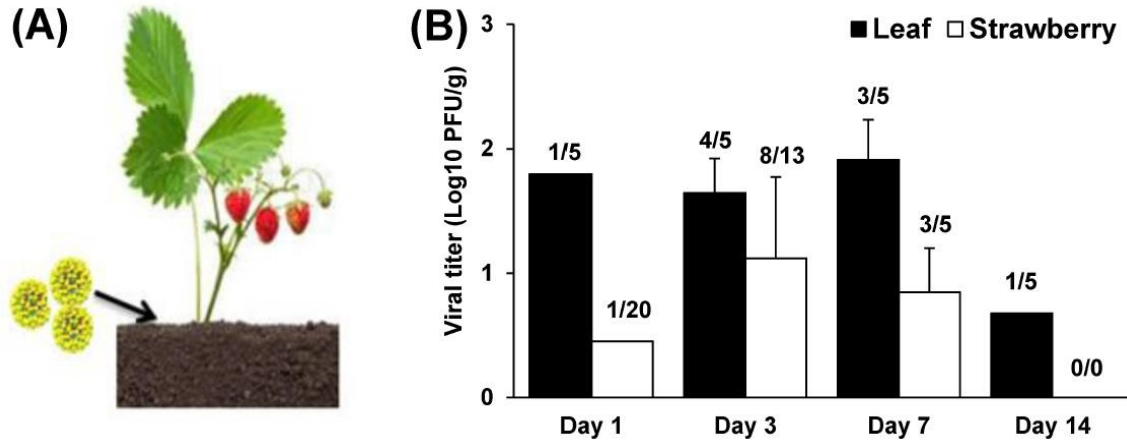 (A)
(B)
Leaf Strawberry
Viral titer (Log10 PFU/g)
3
2
1
0
1/5
1/20
4/5
8/13
3/5
3/5
1/5
0/0
Day 1 Day 3 Day 7 Day 14